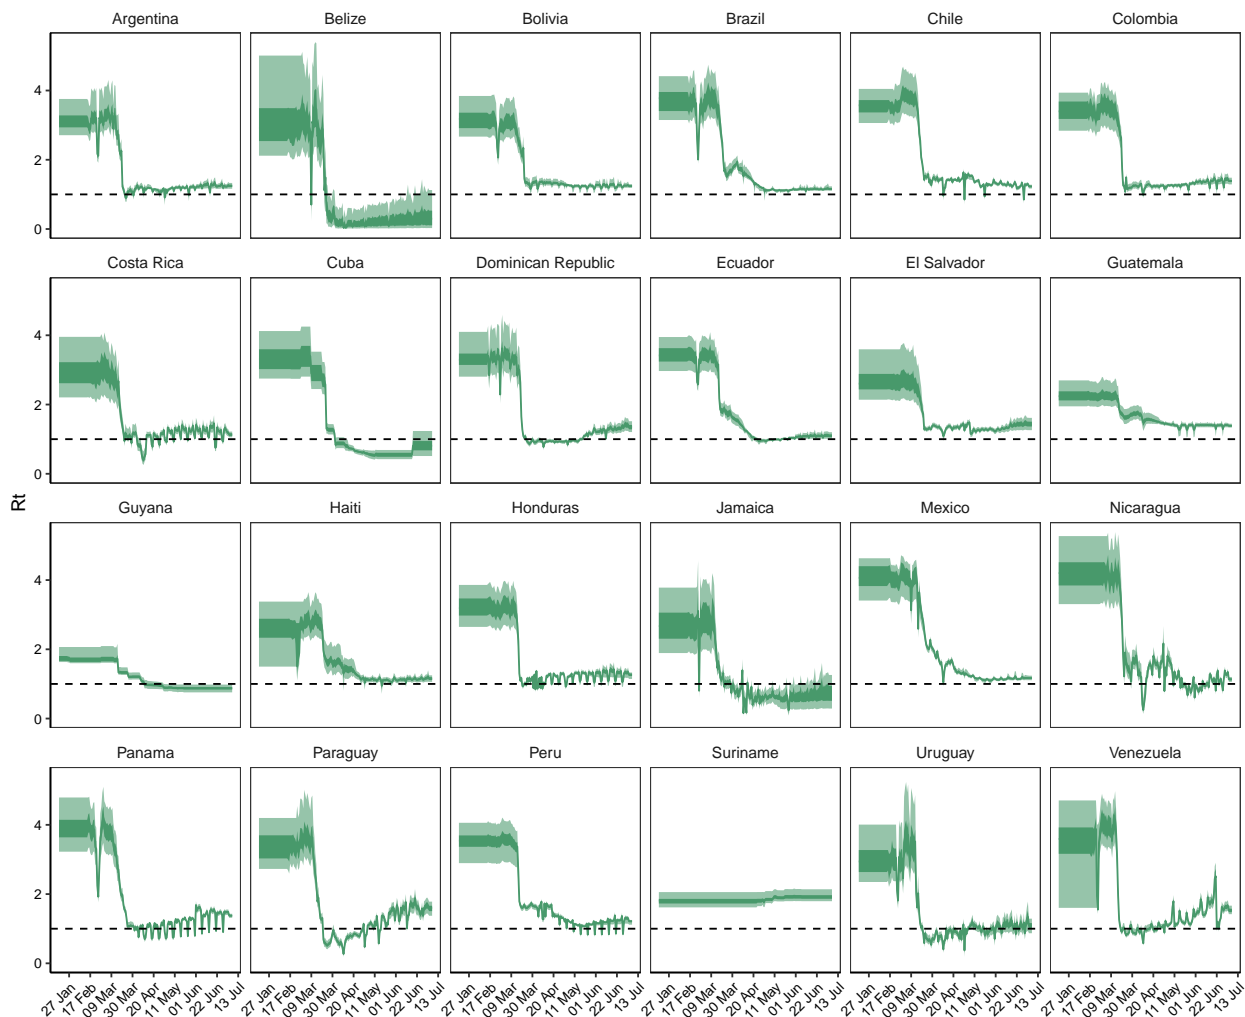 Argentina Belize Bolivia Brazil Chile Colombia
4
2
0
Costa Rica Cuba Dominican Republic Ecuador El Salvador Guatemala
4
2
0
Rt
Guyana Haiti Honduras Jamaica Mexico Nicaragua
4
2
0
Panama Paraguay Peru Suriname Uruguay Venezuela
4
2
0
27 Jan 17 Feb 09 Mar 30 Mar 20 Apr 11 May 01 Jun 22 Jun 13 Jul 27 Jan 17 Feb 09 Mar 30 Mar 20 Apr 11 May 01 Jun 22 Jun 13 Jul 27 Jan 17 Feb 09 Mar 30 Mar 20 Apr 11 May 01 Jun 22 Jun 13 Jul 27 Jan 17 Feb 09 Mar 30 Mar 20 Apr 11 May 01 Jun 22 Jun 13 Jul 27 Jan 17 Feb 09 Mar 30 Mar 20 Apr 11 May 01 Jun 22 Jun 13 Jul 27 Jan 17 Feb 09 Mar 30 Mar 20 Apr 11 May 01 Jun 22 Jun 13 Jul